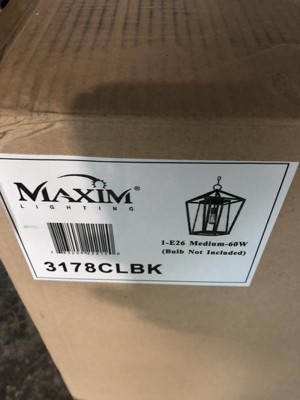 MAXIM®
LIGHTING
1-E26 Medium-60W
(Bulb Not Included)
3178CLBK